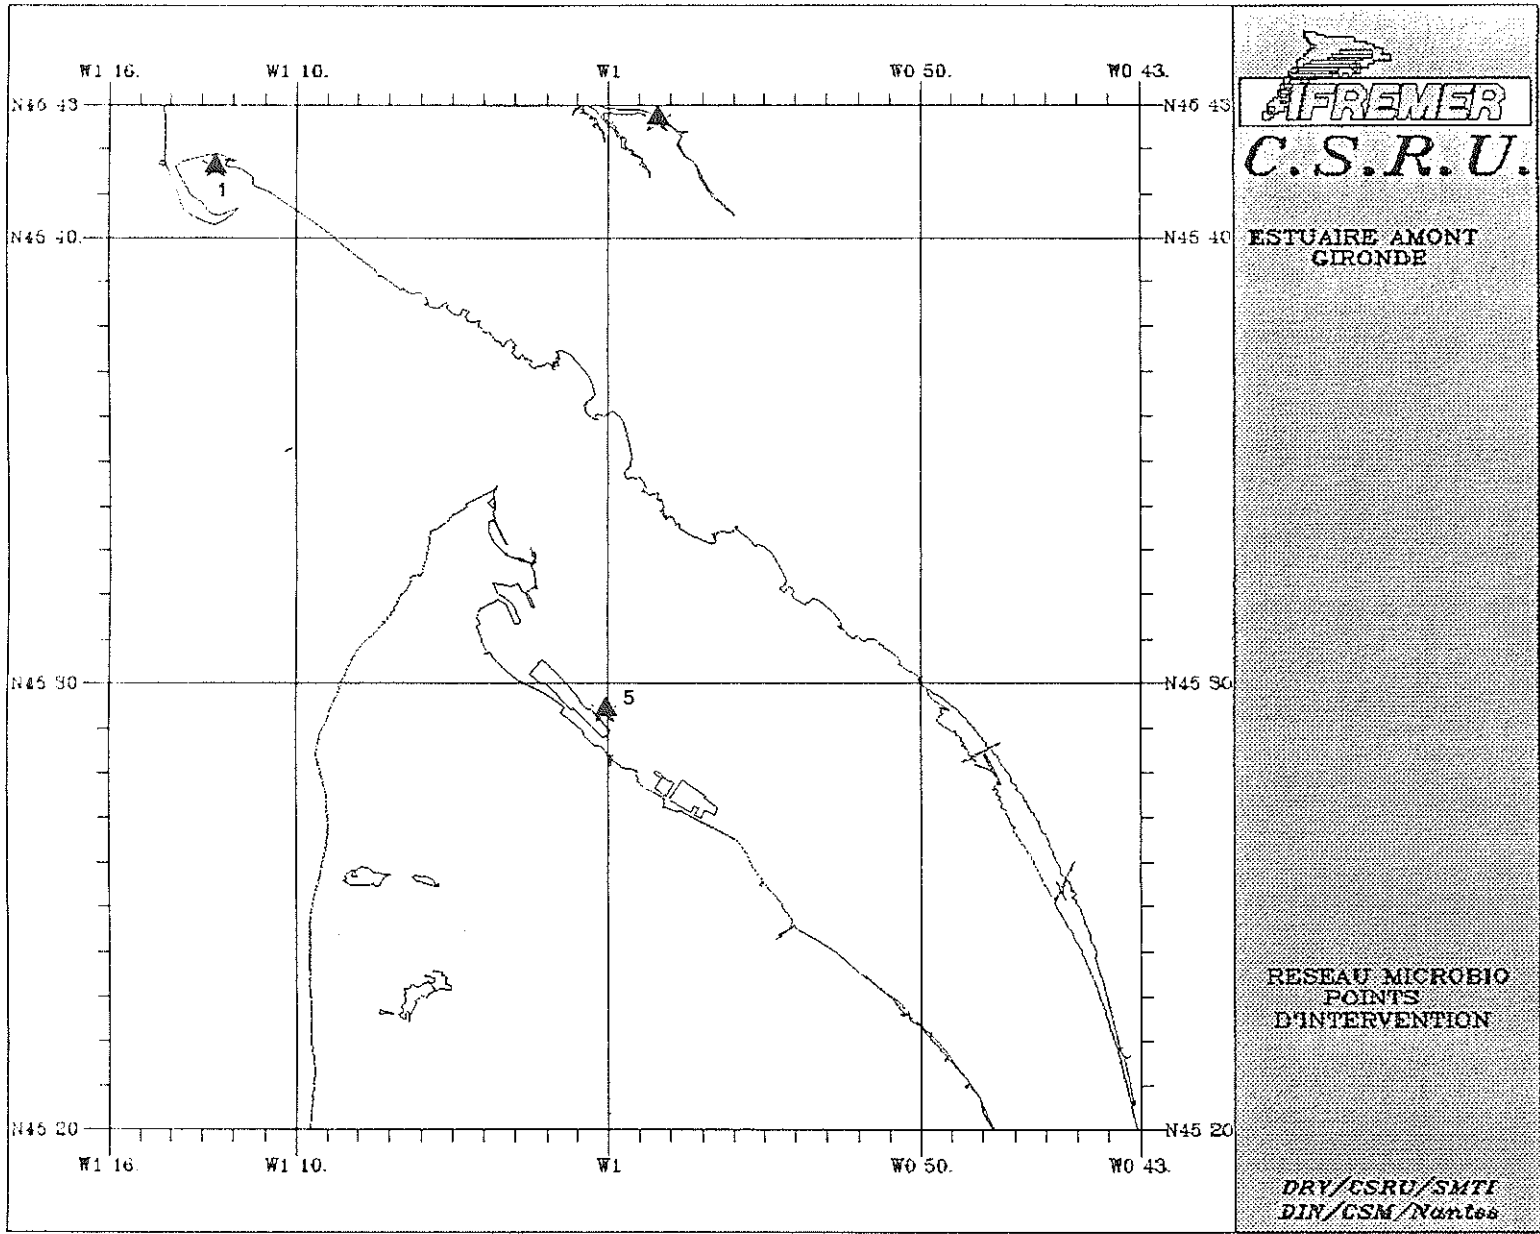 W1 16. W1 10. W1 W0 50. W0 43.
N45 43 N45 43
1
N45 40. N45 40
N45 30 N45 30
5
N45 20 N45 20
W1 16. W1 10. W1 W0 50. W0 43.
IFREMER
C.S.R.U.
ESTUAIRE AMONT
GIRONDE
RESEAU MICROBIO
POINTS
D'INTERVENTION
DRV/CSRU/SMTI
DIN/CSM/Nantes